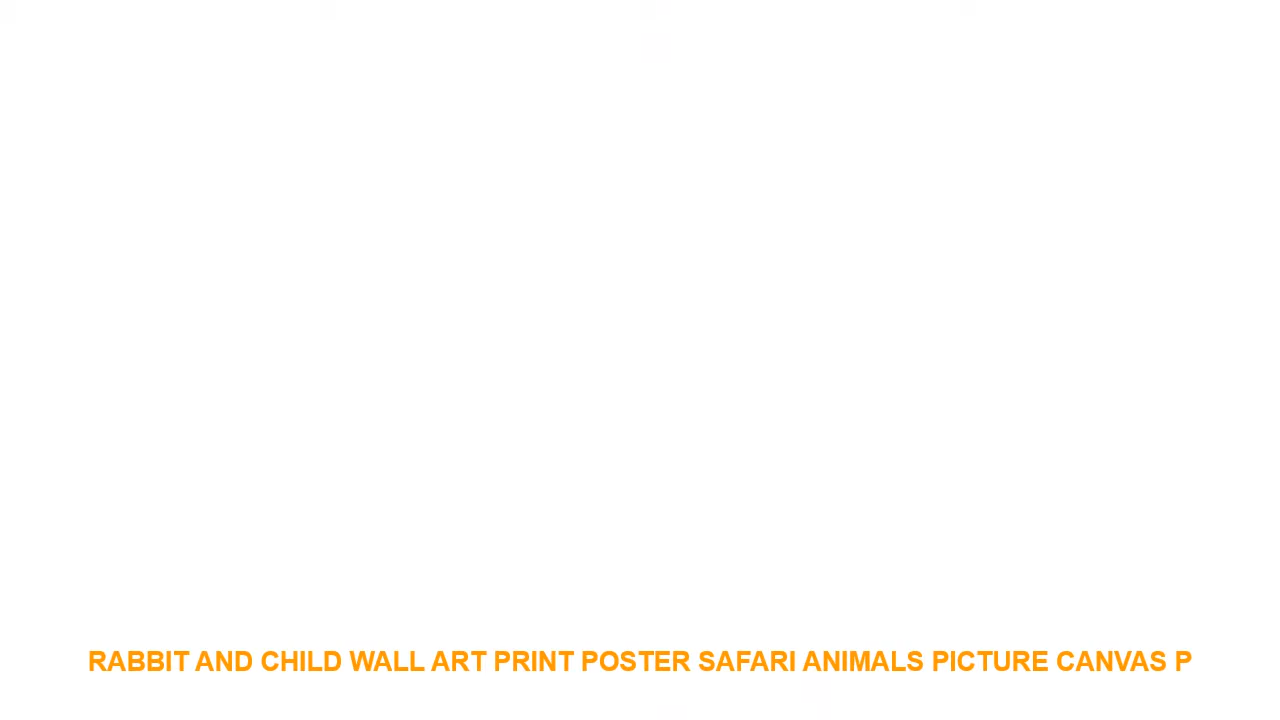 RABBIT AND CHILD WALL ART PRINT POSTER SAFARI ANIMALS PICTURE CANVAS P